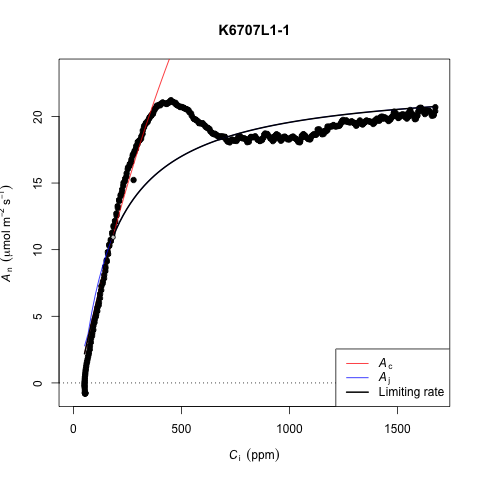 K6707L1-1
Aₙ (μmol m⁻² s⁻¹)
20
15
10
5
0
A꜀
Aⱼ
Limiting rate
0 500 1000 1500
Cᵢ (ppm)